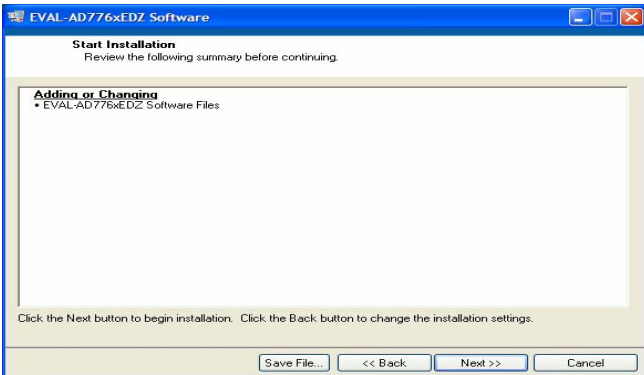 EVAL-AD776xEDZ Software
Start Installation
Review the following summary before continuing.
Adding or Changing
• EVAL-AD776xEDZ Software Files
Click the Next button to begin installation. Click the Back button to change the installation settings.
Save File... << Back Next >> Cancel